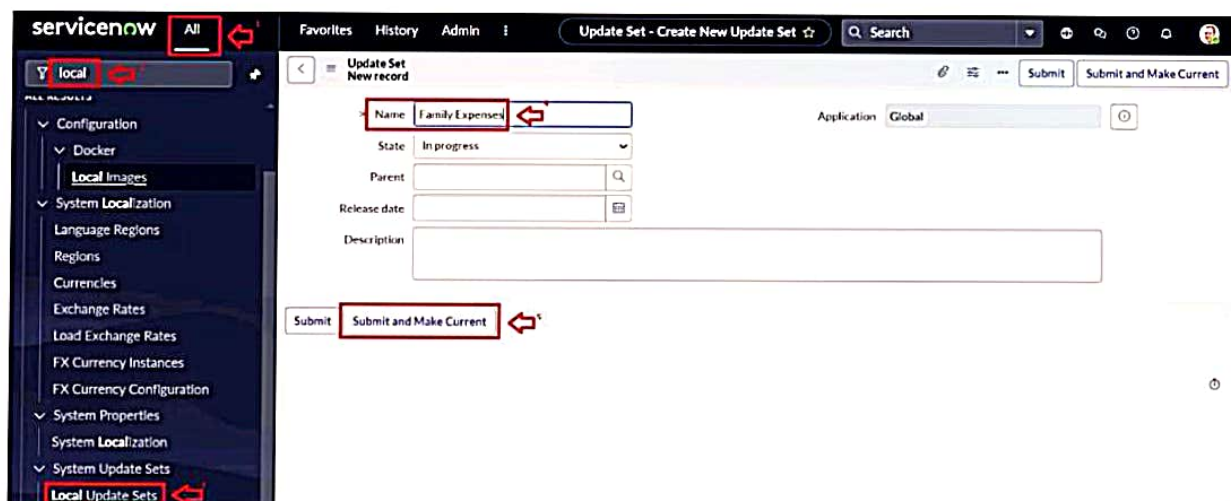 servicenow All Favorites History Admin Update Set - Create New Update Set Search
local
ALL RESULTS
Configuration
Docker
Local Images
System Localization
Language Regions
Regions
Currencies
Exchange Rates
Load Exchange Rates
FX Currency Instances
FX Currency Configuration
System Properties
System Localization
System Update Sets
Local Update Sets
Update Set
New record
Submit Submit and Make Current
Name Family Expenses
Application Global
State In progress
Parent
Release date
Description
Submit Submit and Make Current